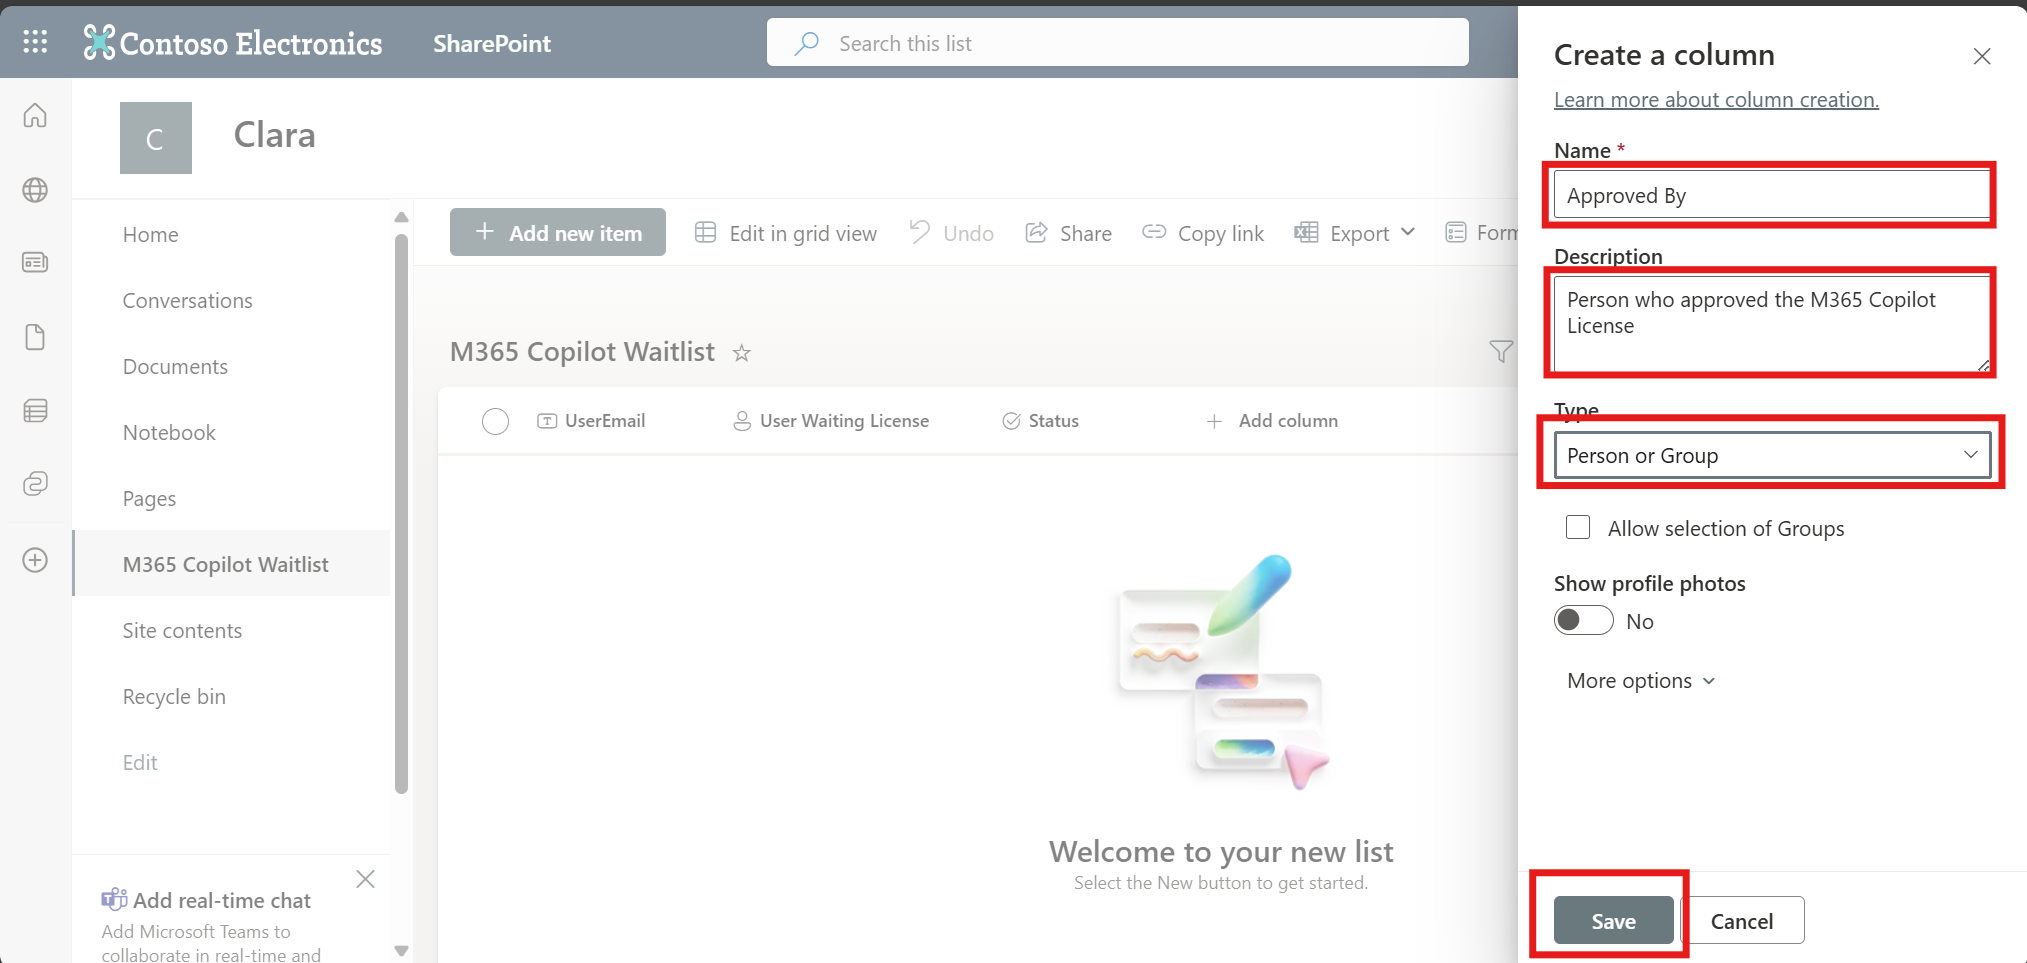 Contoso Electronics
SharePoint
Search this list
C
Clara
Home
Conversations
Documents
Notebook
Pages
M365 Copilot Waitlist
Site contents
Recycle bin
Edit
Add real-time chat
Add Microsoft Teams to
collaborate in real-time and
Add new item
Edit in grid view
Undo
Share
Copy link
Export
Form
M365 Copilot Waitlist
UserEmail
User Waiting License
Status
Add column
Welcome to your new list
Select the New button to get started.
Create a column
Learn more about column creation.
Name *
Approved By
Description
Person who approved the M365 Copilot
License
Type
Person or Group
Allow selection of Groups
Show profile photos
No
More options
Save
Cancel